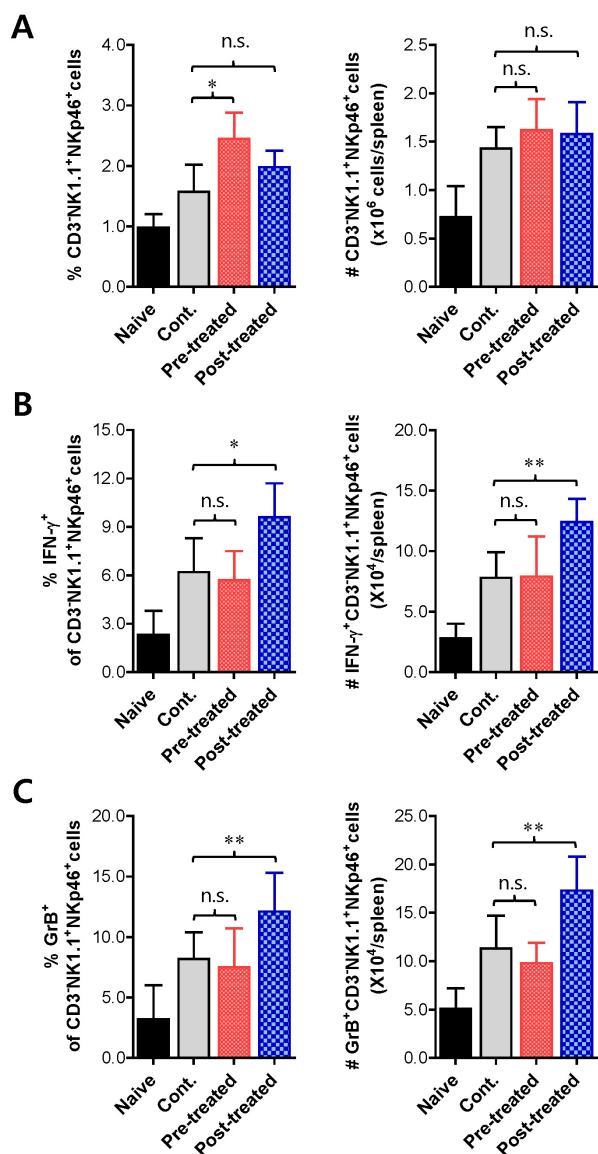 A
% CD3⁻NK1.1⁺NKp46⁺cells
4.0
3.0
2.0
1.0
0.0
n.s.
*
Naive
Cont.
Pre-treated
Post-treated
# CD3⁻NK1.1⁺NKp46⁺cells
(x10⁶ cells/spleen)
2.5
2.0
1.5
1.0
0.5
0.0
n.s.
n.s.
Naive
Cont.
Pre-treated
Post-treated
B
% IFN-γ⁺
of CD3⁻NK1.1⁺NKp46⁺cells
15.0
12.0
9.0
6.0
3.0
0.0
*
n.s.
Naive
Cont.
Pre-treated
Post-treated
# IFN-γ⁺CD3⁻NK1.1⁺NKp46⁺cells
(X10⁴/spleen)
20.0
15.0
10.0
5.0
0.0
**
n.s.
Naive
Cont.
Pre-treated
Post-treated
C
% GrB⁺
of CD3⁻NK1.1⁺NKp46⁺cells
20.0
15.0
10.0
5.0
0.0
**
n.s.
Naive
Cont.
Pre-treated
Post-treated
# GrB⁺CD3⁻NK1.1⁺NKp46⁺cells
(X10⁴/spleen)
25.0
20.0
15.0
10.0
5.0
0.0
**
n.s.
Naive
Cont.
Pre-treated
Post-treated